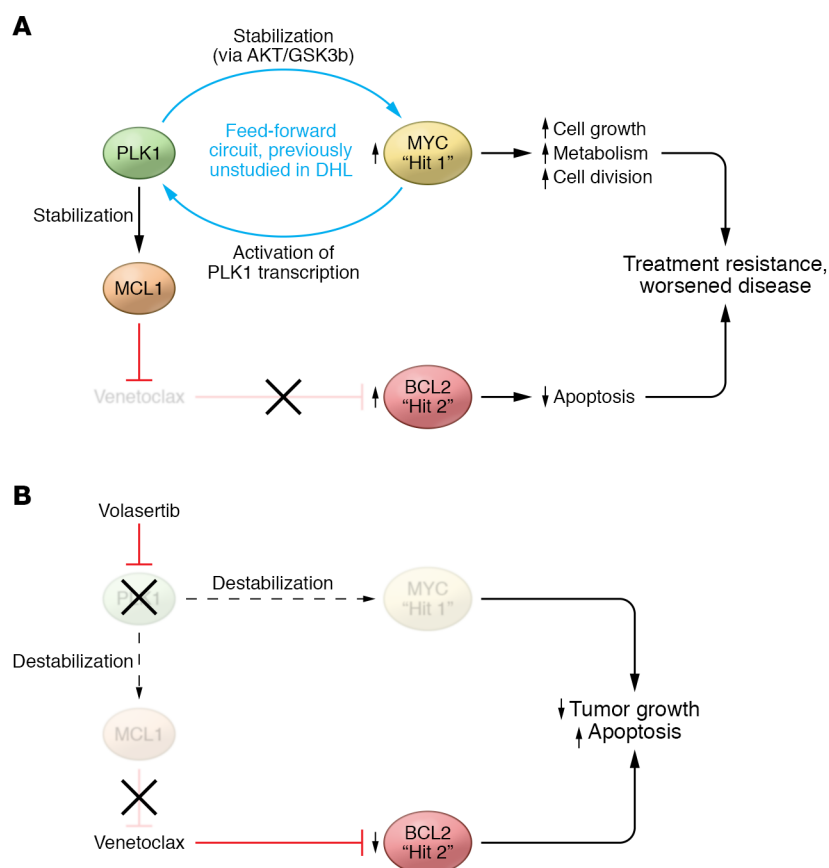 A
Stabilization
(via AKT/GSK3b)
PLK1
Feed-forward
circuit, previously
unstudied in DHL
MYC
“Hit 1”
Cell growth
Metabolism
Cell division
Stabilization
Activation of
PLK1 transcription
MCL1
Treatment resistance,
worsened disease
Venetoclax
BCL2
“Hit 2”
Apoptosis
B
Volasertib
PLK1
Destabilization
MYC
“Hit 1”
Destabilization
MCL1
Tumor growth
Apoptosis
Venetoclax
BCL2
“Hit 2”